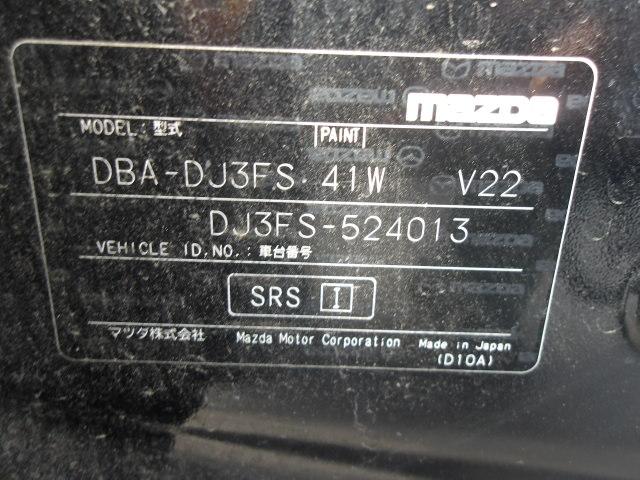 mazda
MODEL: 型式 PAINT
DBA-DJ3FS 41W V22
DJ3FS-524013
VEHICLE ID.NO.: 車台番号
SRS I
マツダ株式会社 Mazda Motor Corporation Made in Japan
(D10A)